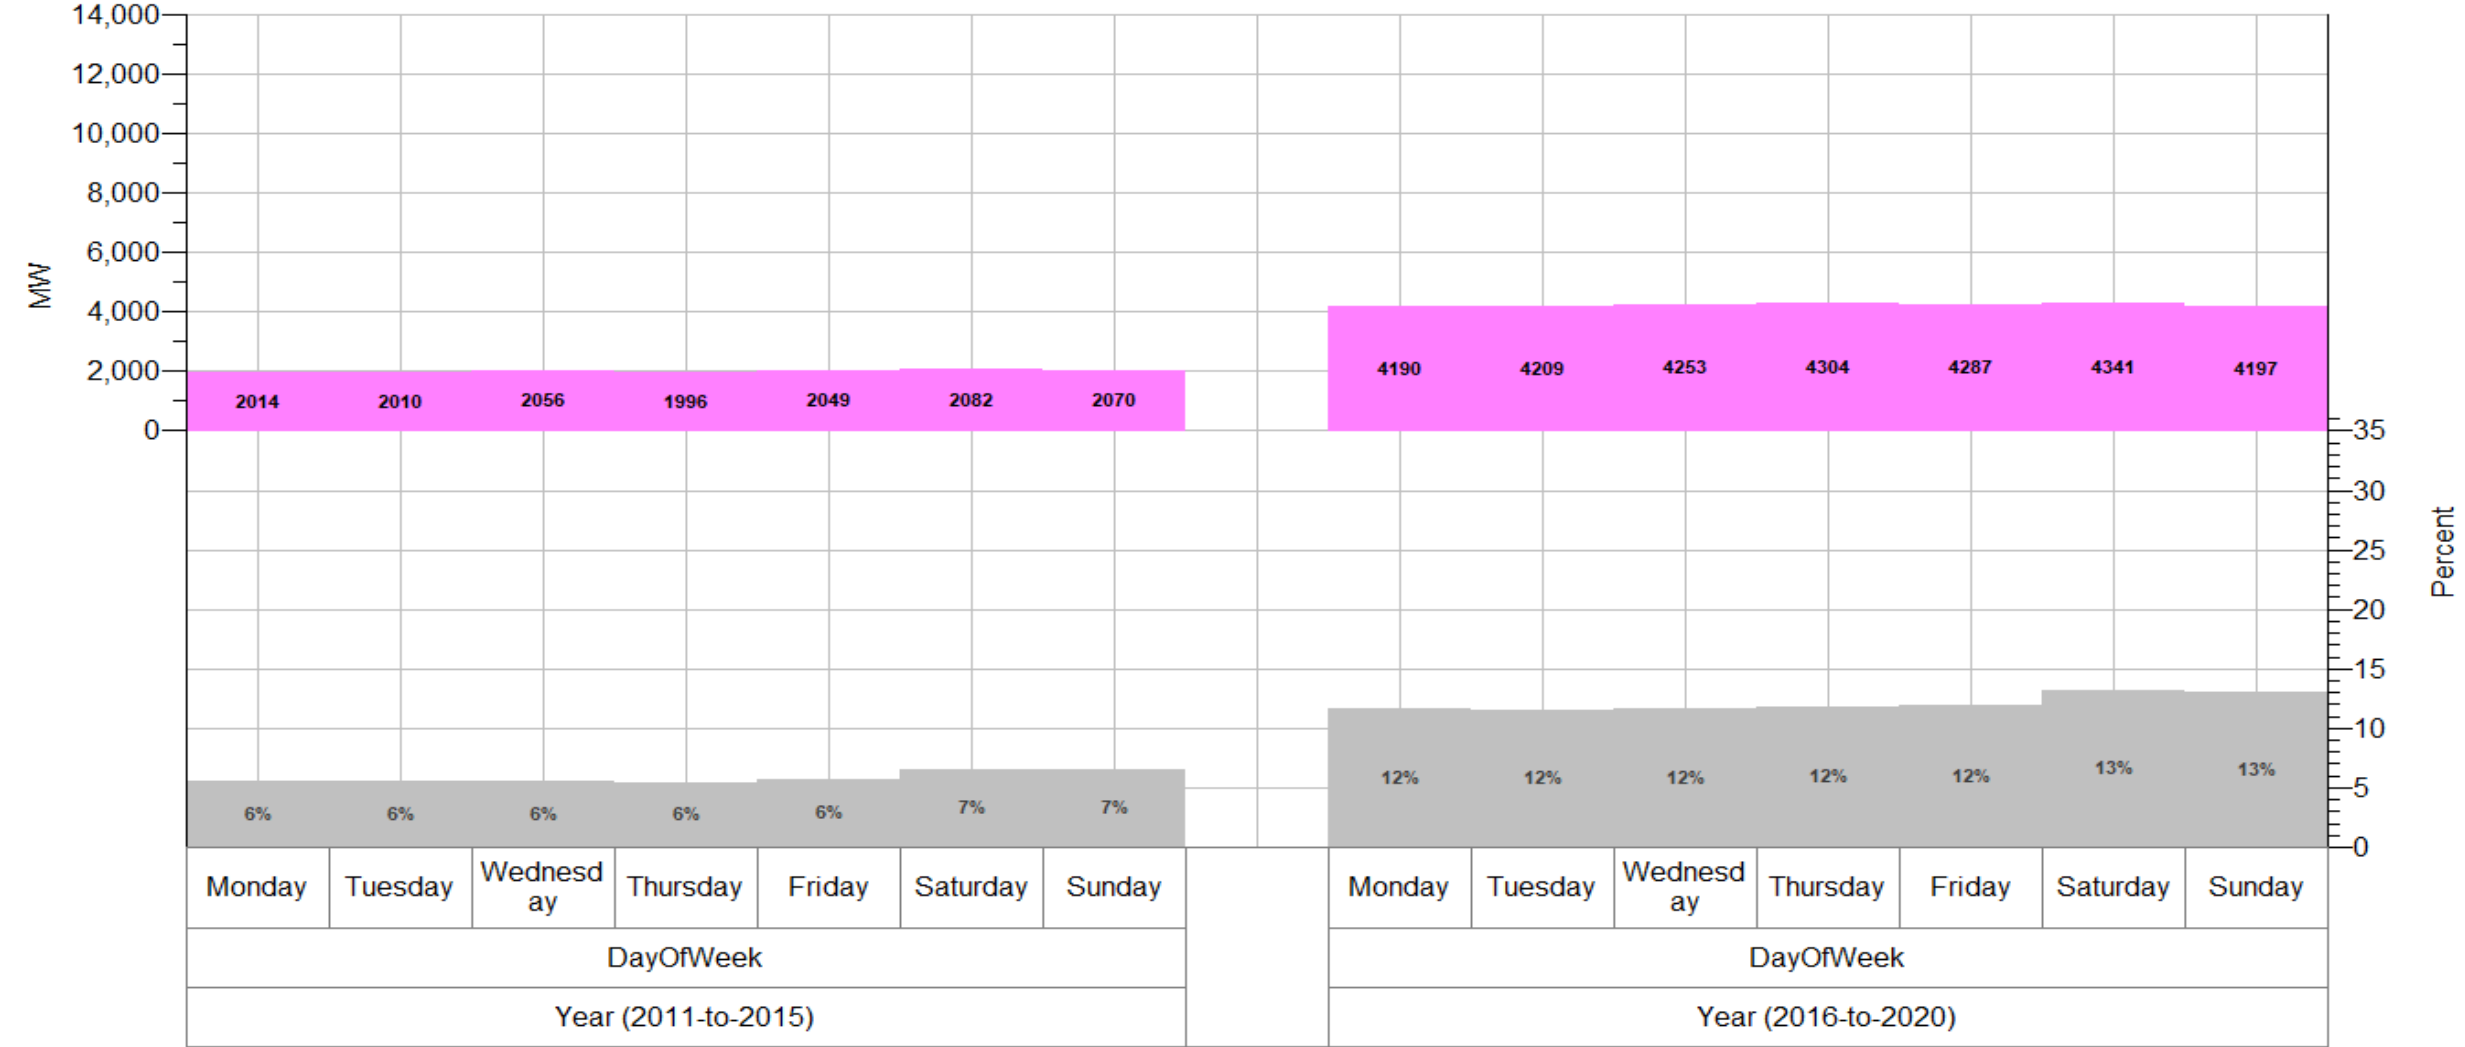 14,000
12,000
10,000
8,000
6,000
4,000
2,000
0
MW
2014 2010 2056 1996 2049 2082 2070
4190 4209 4253 4304 4287 4341 4197
35
30
25
20
15
10
5
0
Percent
6% 6% 6% 6% 6% 7% 7%
12% 12% 12% 12% 12% 13% 13%
Monday Tuesday Wednesd Thursday Friday Saturday Sunday
ay
Monday Tuesday Wednesd Thursday Friday Saturday Sunday
ay
DayOfWeek DayOfWeek
Year (2011-to-2015) Year (2016-to-2020)